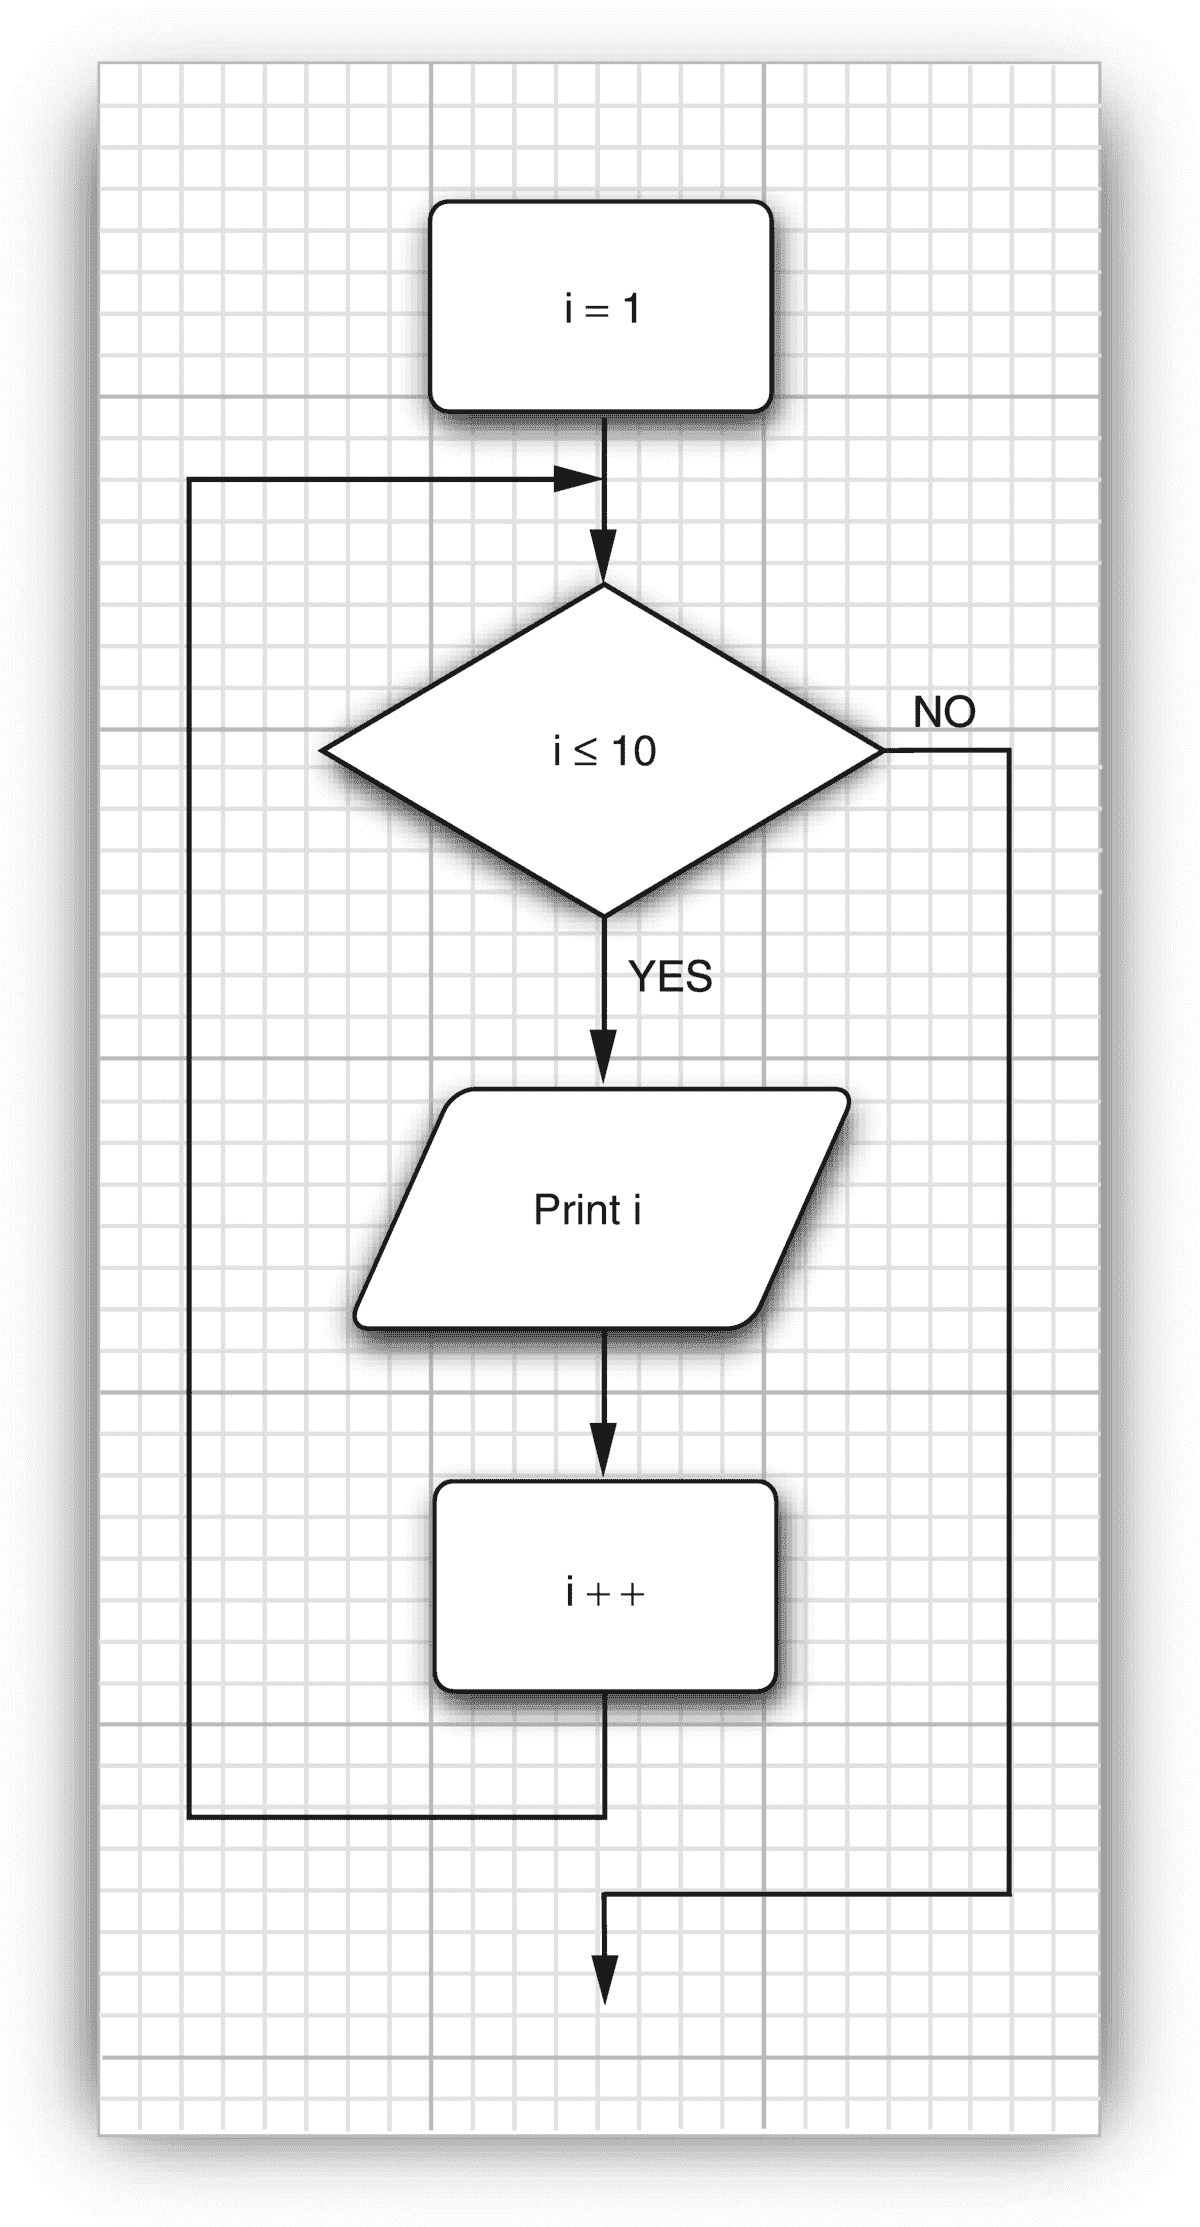 i = 1
i ≤ 10
NO
YES
Print i
i + +